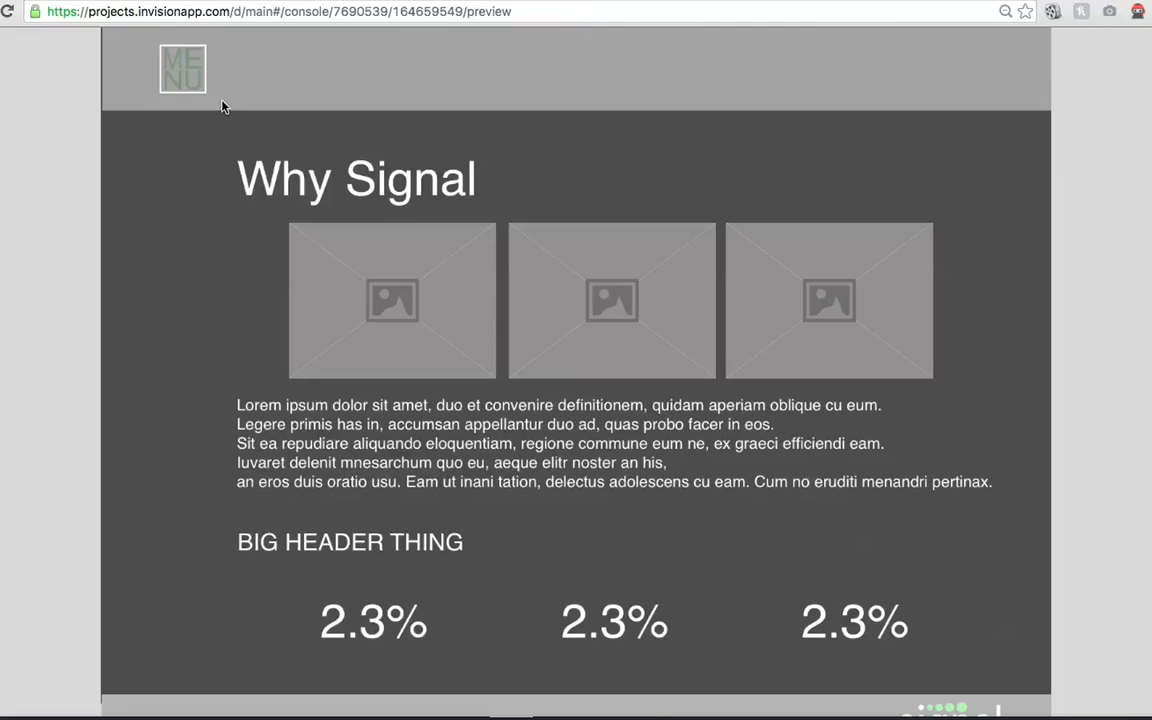 https://projects.invisionapp.com/d/main#/console/7690539/164659549/preview
ME
NU
Why Signal
Lorem ipsum dolor sit amet, duo et convenire definitionem, quidam aperiam oblique cu eum.
Legere primis has in, accumsan appellantur duo ad, quas probo facer in eos.
Sit ea repudiare aliquando eloquentiam, regione commune eum ne, ex graeci efficiendi eam.
Iuvaret delenit mnesarchum quo eu, aeque elitr noster an his,
an eros duis oratio usu. Eam ut inani tation, delectus adolescens cu eam. Cum no eruditi menandri pertinax.
BIG HEADER THING
2.3% 2.3% 2.3%